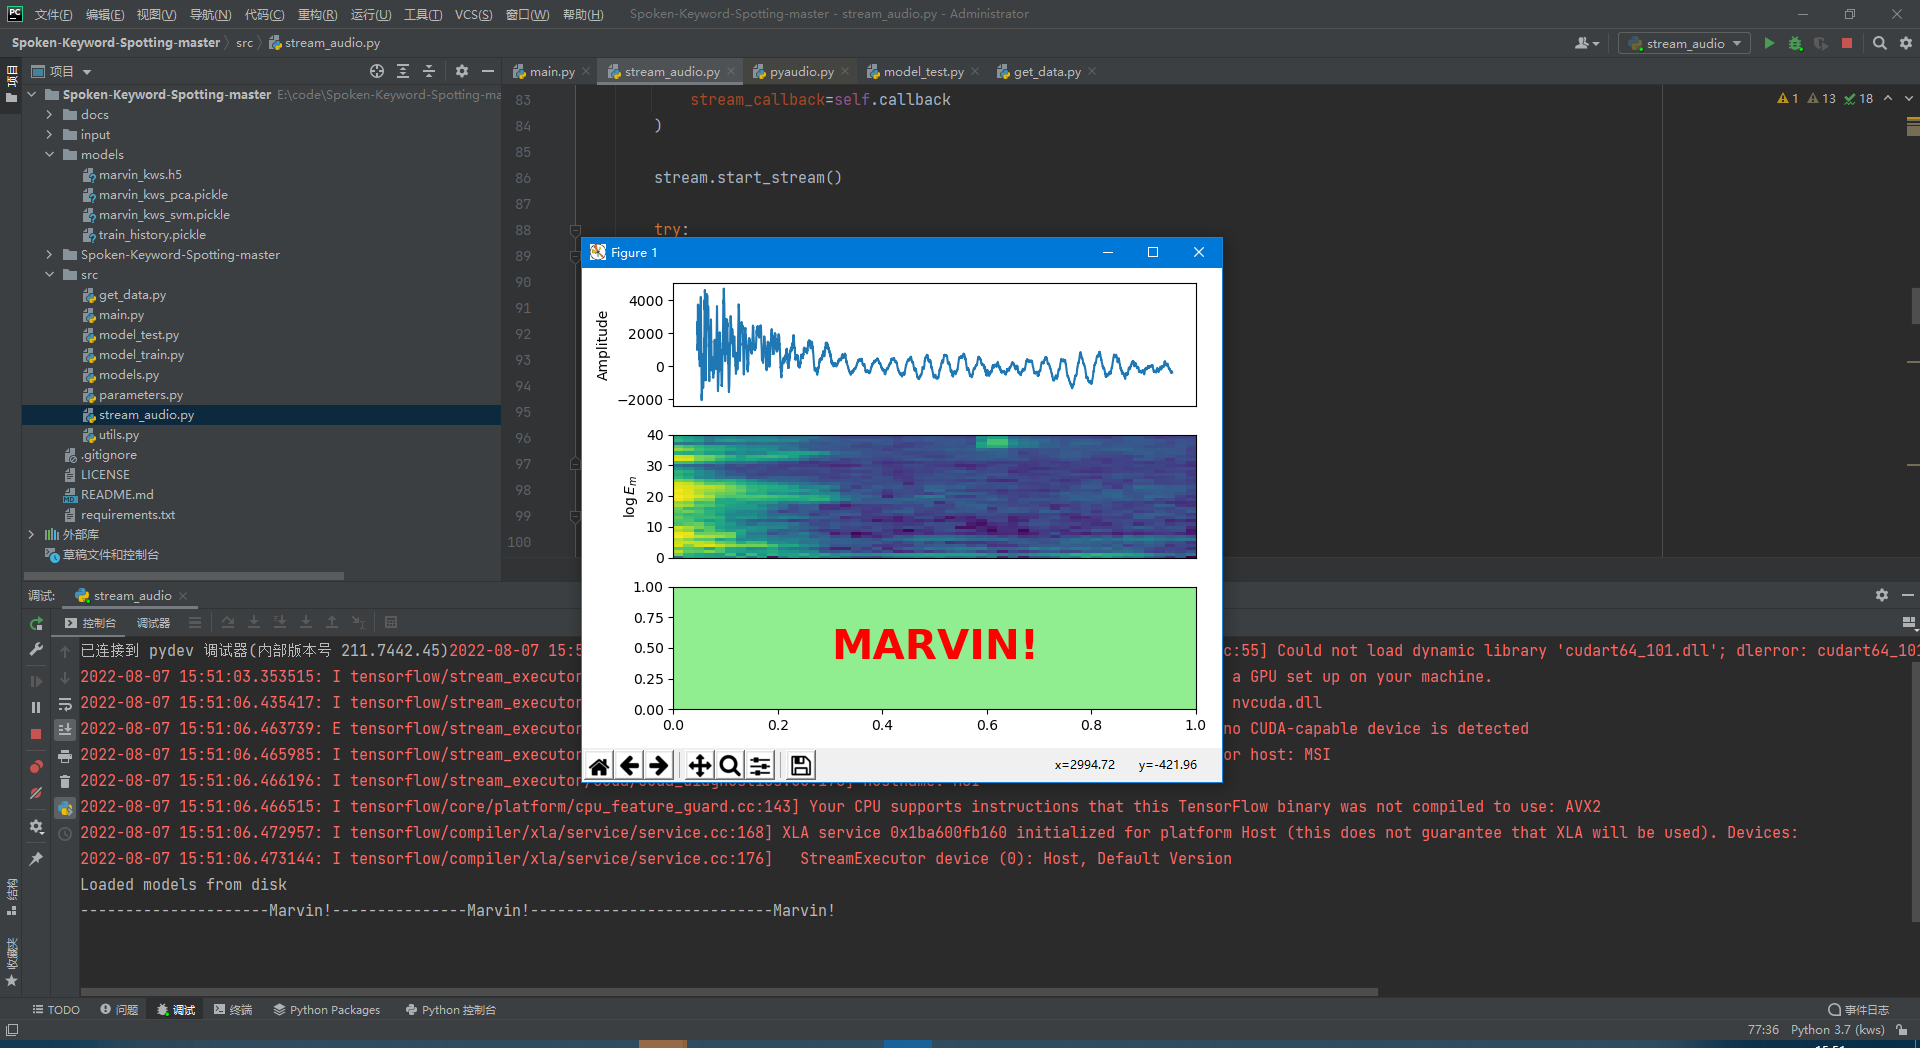 PC 文件(F) 编辑(E) 视图(V) 导航(N) 代码(C) 重构(R) 运行(U) 工具(T) VCS(S) 窗口(W) 帮助(H) Spoken-Keyword-Spotting-master - stream_audio.py - Administrator
Spoken-Keyword-Spotting-master src stream_audio.py
stream_audio
项目
项目
main.py stream_audio.py pyaudio.py model_test.py get_data.py
Spoken-Keyword-Spotting-master E:\code\Spoken-Keyword-Spotting-ma
docs
input
models
marvin_kws.h5
marvin_kws_pca.pickle
marvin_kws_svm.pickle
train_history.pickle
Spoken-Keyword-Spotting-master
src
get_data.py
main.py
model_test.py
model_train.py
models.py
parameters.py
stream_audio.py
utils.py
.gitignore
LICENSE
README.md
requirements.txt
外部库
草稿文件和控制台
83 stream_callback=self.callback
84 )
85
86 stream.start_stream()
87
88 try:
89
90
91
92
93
94
95
96
97
98
99
100
1 13 18
Figure 1
Amplitude
4000
2000
0
−2000
log Em
40
30
20
10
0
1.00
0.75
0.50
0.25
0.00
MARVIN!
0.0 0.2 0.4 0.6 0.8 1.0
x=2994.72 y=-421.96
调试: stream_audio
控制台 调试器
已连接到 pydev 调试器(内部版本号 211.7442.45)2022-08-07 15:5
c:55] Could not load dynamic library 'cudart64_101.dll'; dlerror: cudart64_101
2022-08-07 15:51:03.353515: I tensorflow/stream_executor
a GPU set up on your machine.
2022-08-07 15:51:06.435417: I tensorflow/stream_executor
nvcuda.dll
2022-08-07 15:51:06.463739: E tensorflow/stream_executor
no CUDA-capable device is detected
2022-08-07 15:51:06.465985: I tensorflow/stream_executor
or host: MSI
2022-08-07 15:51:06.466196: I tensorflow/stream_executor
2022-08-07 15:51:06.466515: I tensorflow/core/platform/cpu_feature_guard.cc:143] Your CPU supports instructions that this TensorFlow binary was not compiled to use: AVX2
2022-08-07 15:51:06.472957: I tensorflow/compiler/xla/service/service.cc:168] XLA service 0x1ba600fb160 initialized for platform Host (this does not guarantee that XLA will be used). Devices:
2022-08-07 15:51:06.473144: I tensorflow/compiler/xla/service/service.cc:176]   StreamExecutor device (0): Host, Default Version
Loaded models from disk
---------------------Marvin!---------------Marvin!---------------------------Marvin!
结构
收藏夹
TODO 问题 调试 终端 Python Packages Python 控制台 事件日志
77:36 Python 3.7 (kws)